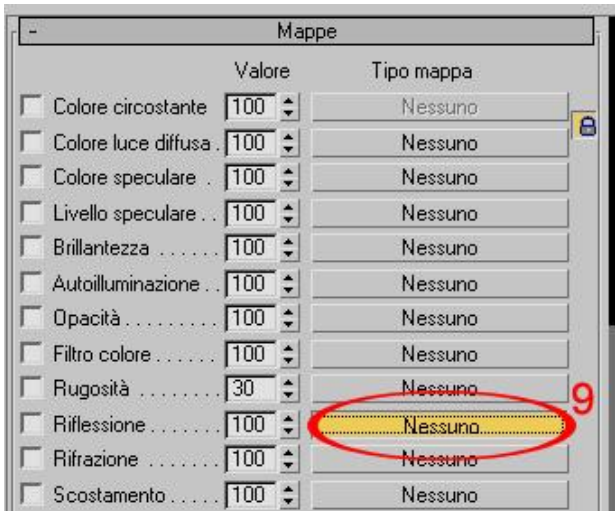 - Mappe
Valore Tipo mappa
Colore circostante 100 Nessuno
Colore luce diffusa . 100 Nessuno
Colore speculare . 100 Nessuno
Livello speculare . . 100 Nessuno
Brillantezza . . . . . . 100 Nessuno
Autoilluminazione . . 100 Nessuno
Opacità . . . . . . . . . 100 Nessuno
Filtro colore . . . . . . 100 Nessuno
Rugosità . . . . . . . . 30 Nessuno
9
Riflessione . . . . . . . 100 Nessuno
Rifrazione . . . . . . . 100 Nessuno
Scostamento . . . . . 100 Nessuno